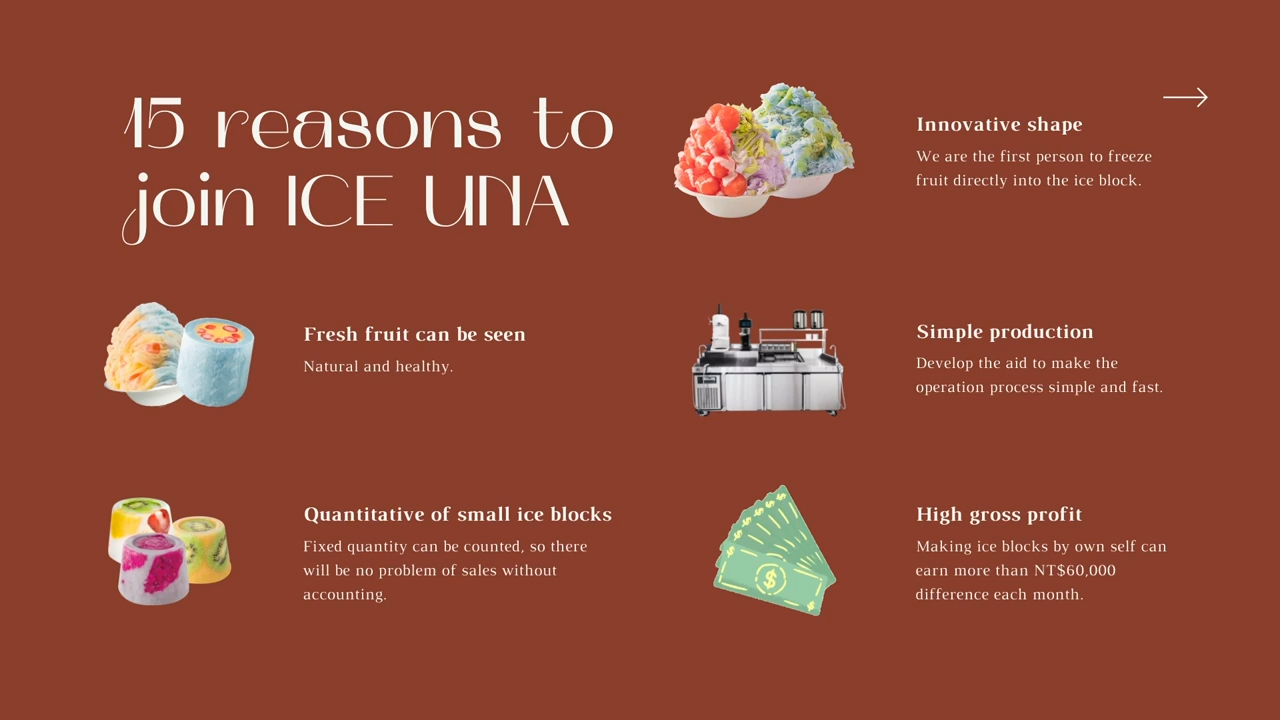 15 reasons to
join ICE UNA
Innovative shape
We are the first person to freeze
fruit directly into the ice block.
Fresh fruit can be seen
Natural and healthy.
Simple production
Develop the aid to make the
operation process simple and fast.
Quantitative of small ice blocks
Fixed quantity can be counted, so there
will be no problem of sales without
accounting.
High gross profit
Making ice blocks by own self can
earn more than NT$60,000
difference each month.